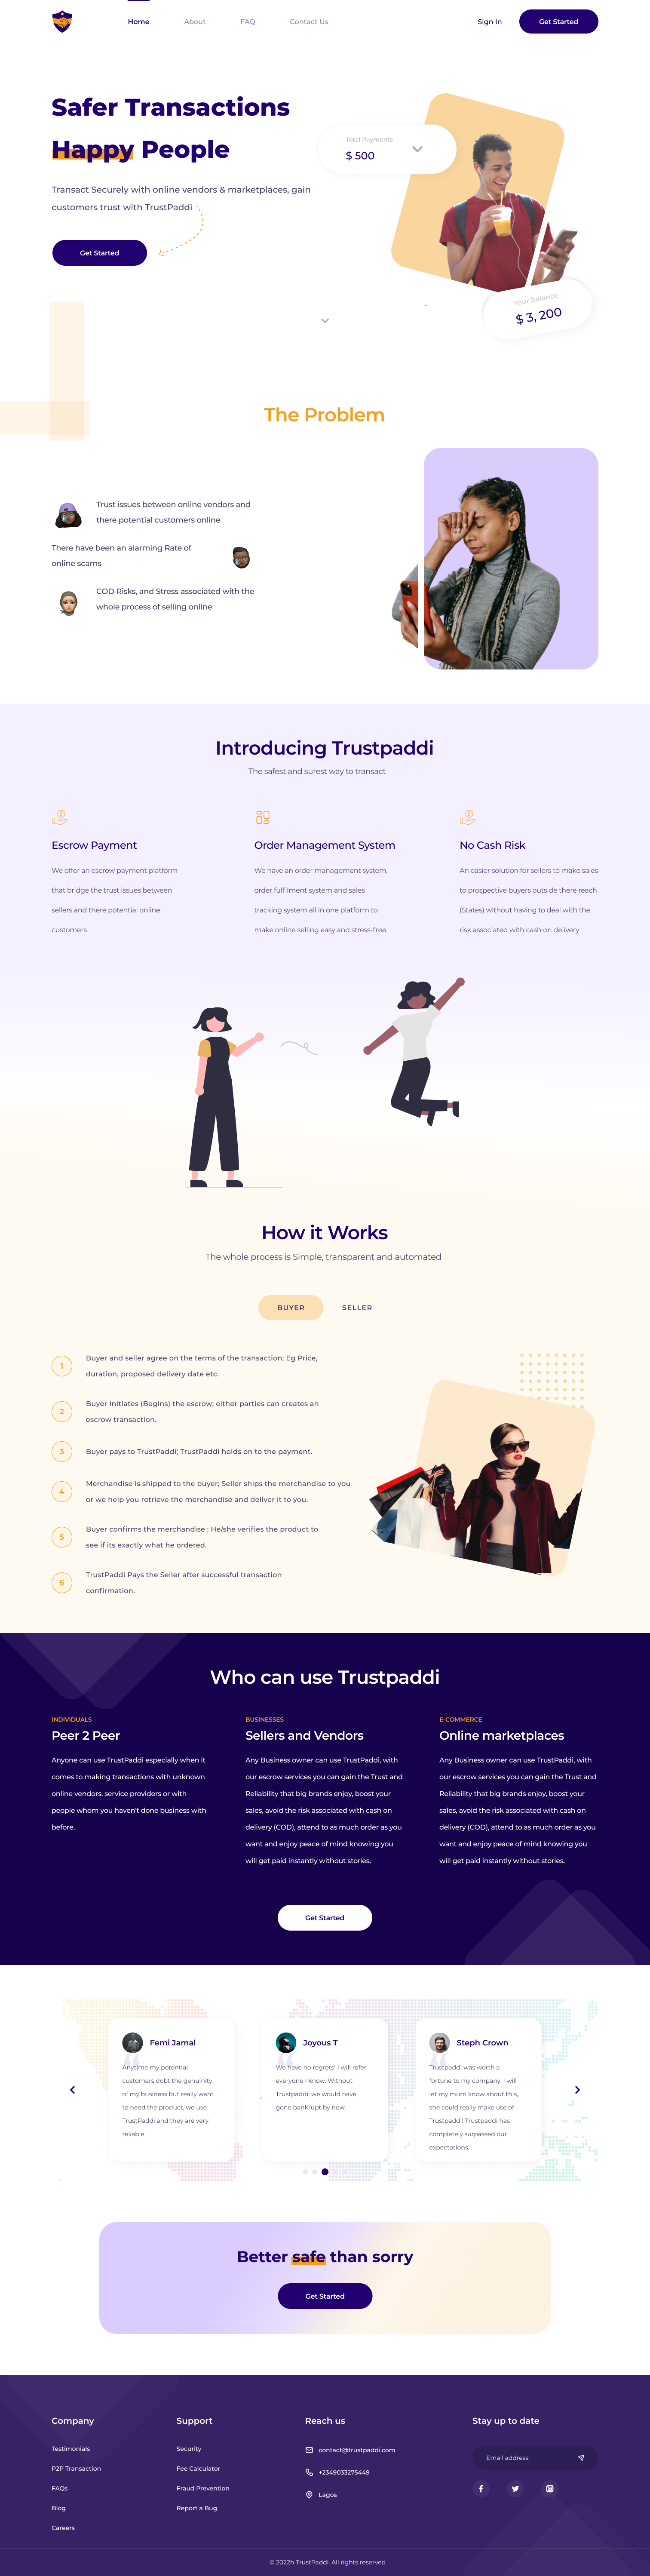 Home
About
FAQ
Contact Us
Sign In
Get Started
Safer Transactions
Happy People
Transact Securely with online vendors & marketplaces, gain
customers trust with TrustPaddi
Get Started
Total Payments
$ 500
Your balance
$ 3, 200
The Problem
Trust issues between online vendors and
there potential customers online
There have been an alarming Rate of
online scams
COD Risks, and Stress associated with the
whole process of selling online
Introducing Trustpaddi
The safest and surest way to transact
Escrow Payment
We offer an escrow payment platform
that bridge the trust issues between
sellers and there potential online
customers
Order Management System
We have an order management system,
order fulfilment system and sales
tracking system all in one platform to
make online selling easy and stress-free.
No Cash Risk
An easier solution for sellers to make sales
to prospective buyers outside there reach
(States) without having to deal with the
risk associated with cash on delivery
How it Works
The whole process is Simple, transparent and automated
BUYER
SELLER
1
Buyer and seller agree on the terms of the transaction; Eg Price,
duration, proposed delivery date etc.
2
Buyer Initiates (Begins) the escrow; either parties can creates an
escrow transaction.
3
Buyer pays to TrustPaddi; TrustPaddi holds on to the payment.
4
Merchandise is shipped to the buyer; Seller ships the merchandise to you
or we help you retrieve the merchandise and deliver it to you.
5
Buyer confirms the merchandise ; He/she verifies the product to
see if its exactly what he ordered.
6
TrustPaddi Pays the Seller after successful transaction
confirmation.
Who can use Trustpaddi
INDIVIDUALS
Peer 2 Peer
Anyone can use TrustPaddi especially when it
comes to making transactions with unknown
online vendors, service providers or with
people whom you haven't done business with
before.
BUSINESSES
Sellers and Vendors
Any Business owner can use TrustPaddi, with
our escrow services you can gain the Trust and
Reliability that big brands enjoy, boost your
sales, avoid the risk associated with cash on
delivery (COD), attend to as much order as you
want and enjoy peace of mind knowing you
will get paid instantly without stories.
E-COMMERCE
Online marketplaces
Any Business owner can use TrustPaddi, with
our escrow services you can gain the Trust and
Reliability that big brands enjoy, boost your
sales, avoid the risk associated with cash on
delivery (COD), attend to as much order as you
want and enjoy peace of mind knowing you
will get paid instantly without stories.
Get Started
Femi Jamal
Anytime my potential
customers dobt the genuinity
of my business but really want
to need the product, we use
TrustPaddi and they are very
reliable.
Joyous T
We have no regrets! I will refer
everyone I know. Without
Trustpaddi, we would have
gone bankrupt by now.
Steph Crown
Trustpaddi was worth a
fortune to my company. I will
let my mum know about this,
she could really make use of
Trustpaddi! Trustpaddi has
completely surpassed our
expectations.
Better safe than sorry
Get Started
Company
Testimonials
P2P Transaction
FAQs
Blog
Careers
Support
Security
Fee Calculator
Fraud Prevention
Report a Bug
Reach us
contact@trustpaddi.com
+2349033275449
Lagos
Stay up to date
Email address
© 2022h TrustPaddi. All rights reserved